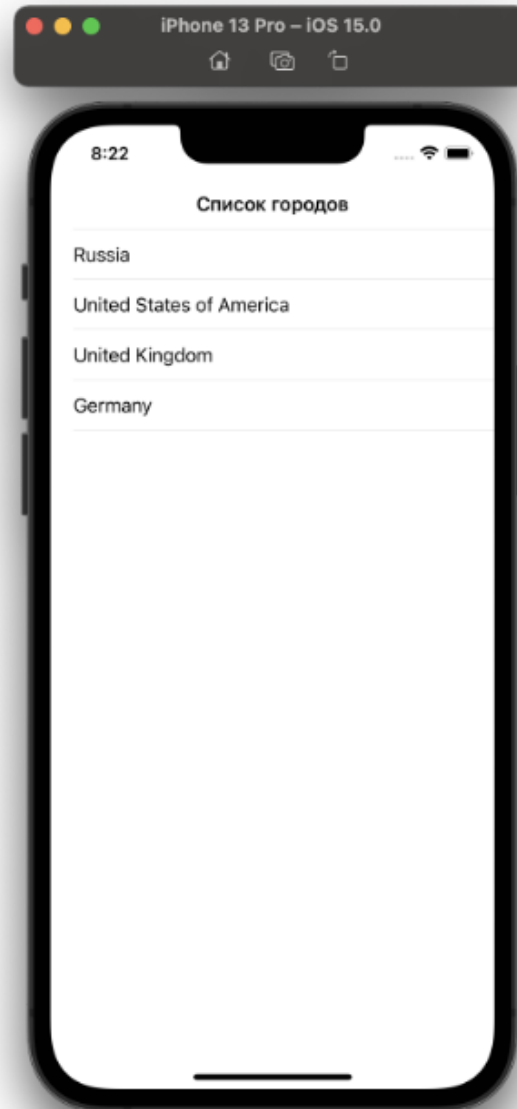 iPhone 13 Pro – iOS 15.0
8:22
Список городов
Russia
United States of America
United Kingdom
Germany